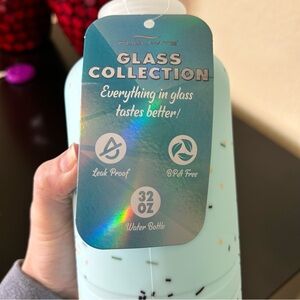 GLASS
COLLECTION
Everything in glass
tastes better!
Leak Proof
BPA Free
32
OZ
Water Bottle